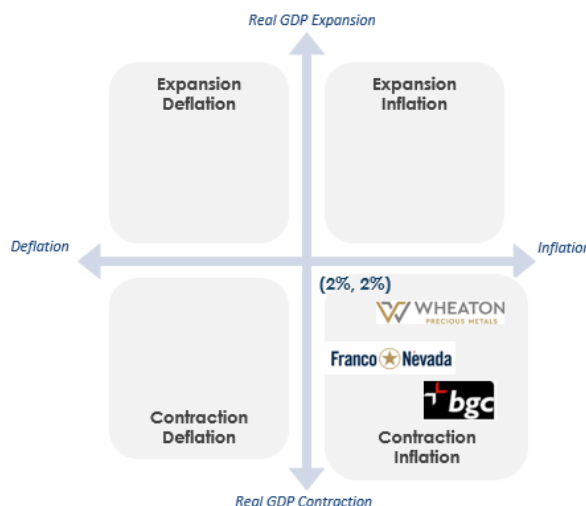 Real GDP Expansion
Expansion
Deflation
Expansion
Inflation
Deflation
Inflation
(2%, 2%)
WHEATON
PRECIOUS METALS
Franco Nevada
bgc
Contraction
Deflation
Contraction
Inflation
Real GDP Contraction